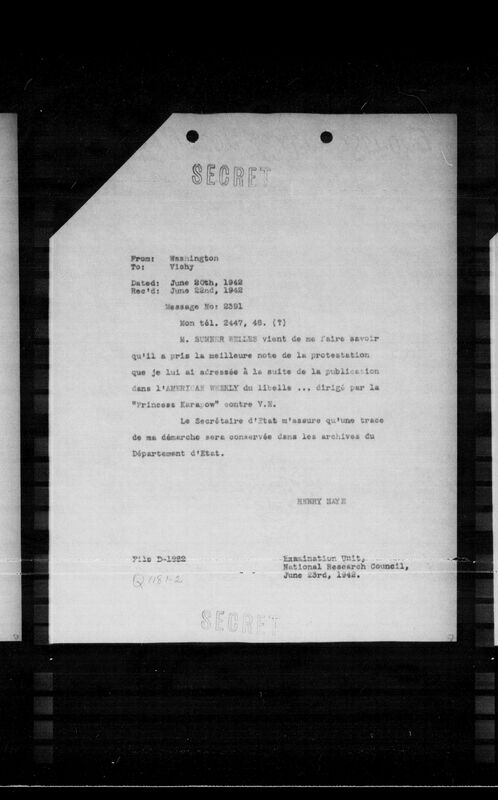 SECRET
From: Washington
To: Vichy
Dated: June 20th, 1942
Rec'd: June 22nd, 1942
Message No: 2391
Mon tél. 2447, 48. (?)
M. SUMNER WELLES vient de me faire savoir
qu'il a pris la meilleure note de la protestation
que je lui ai adressée à la suite de la publication
dans l'AMERICAN WEEKLY du libelle ... dirigé par la
"Princess Karapow" contre V.E.
Le Secrétaire d'Etat m'assure qu'une trace
de ma démarche sera conservée dans les archives du
Département d'Etat.
HENRY HAYE
File D-1982
Examination Unit,
National Research Council,
June 23rd, 1942.
Q1181-2
SECRET